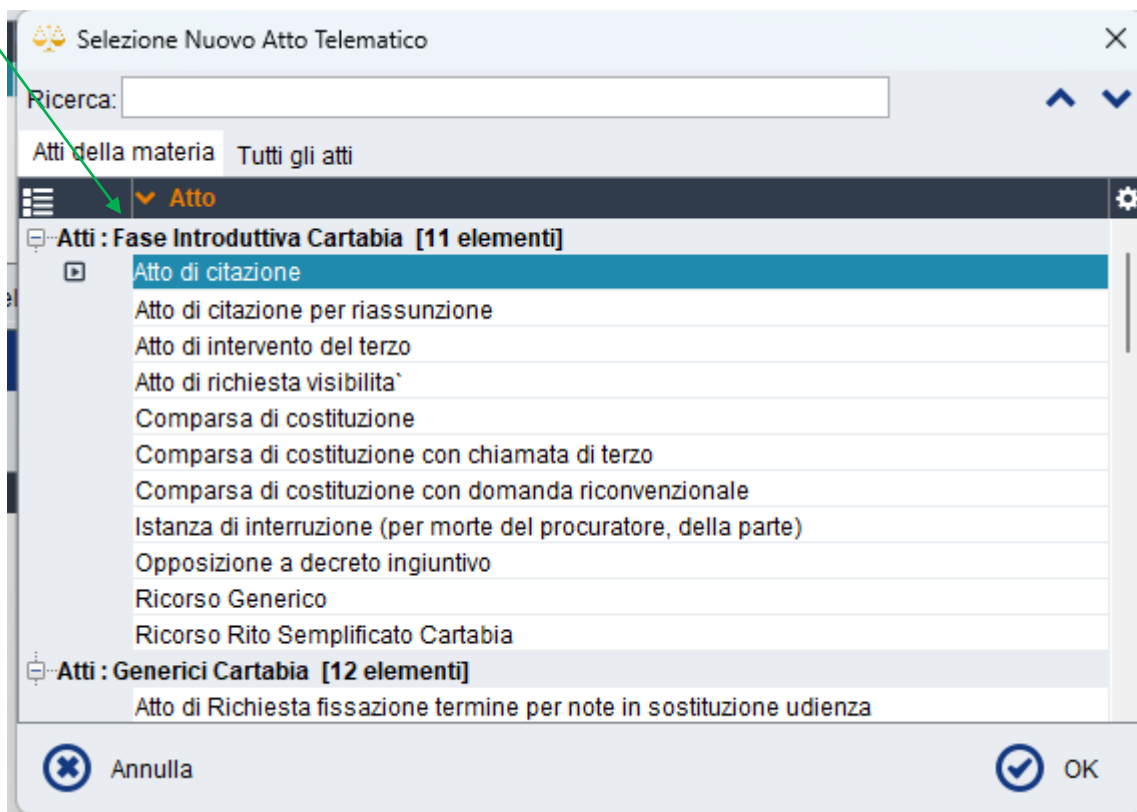 Selezione Nuovo Atto Telematico
Ricerca:
Atti della materia Tutti gli atti
Atto
Atti : Fase Introduttiva Cartabia [11 elementi]
Atto di citazione
Atto di citazione per riassunzione
Atto di intervento del terzo
Atto di richiesta visibilita`
Comparsa di costituzione
Comparsa di costituzione con chiamata di terzo
Comparsa di costituzione con domanda riconvenzionale
Istanza di interruzione (per morte del procuratore, della parte)
Opposizione a decreto ingiuntivo
Ricorso Generico
Ricorso Rito Semplificato Cartabia
Atti : Generici Cartabia [12 elementi]
Atto di Richiesta fissazione termine per note in sostituzione udienza
Annulla OK